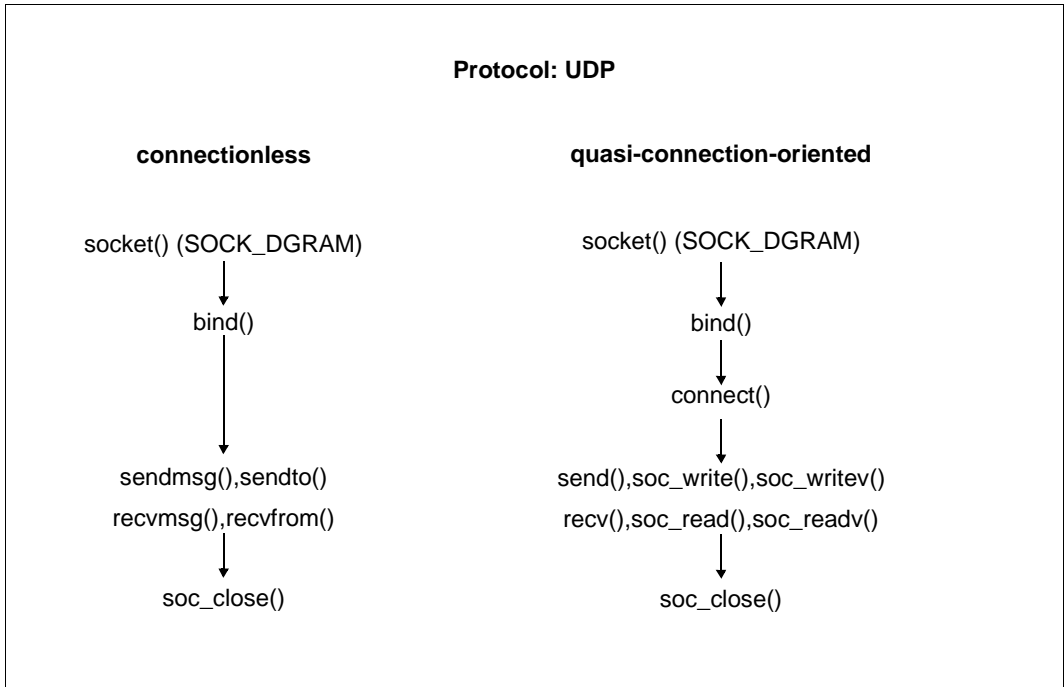 Protocol: UDP
connectionless
quasi-connection-oriented
socket() (SOCK_DGRAM)
socket() (SOCK_DGRAM)
bind()
bind()
connect()
sendmsg(),sendto()
send(),soc_write(),soc_writev()
recvmsg(),recvfrom()
recv(),soc_read(),soc_readv()
soc_close()
soc_close()